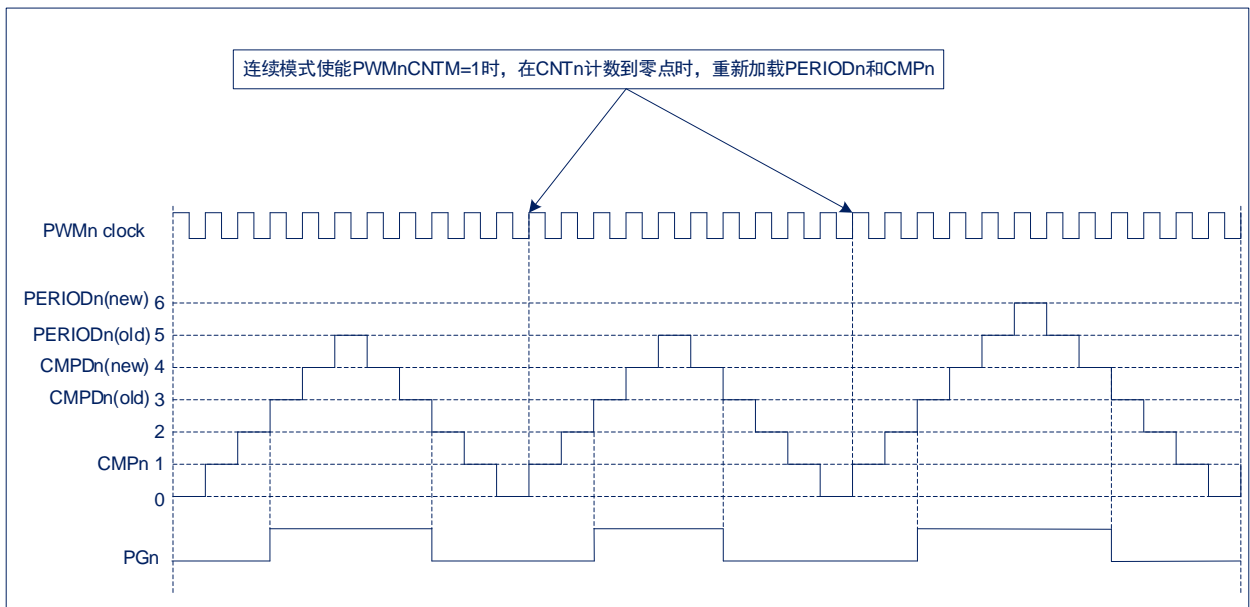 连续模式使能PWMnCNTM=1时，在CNTn计数到零点时，重新加载PERIODn和CMPn
PWMn clock
PERIODn(new) 6
PERIODn(old) 5
CMPDn(new) 4
CMPDn(old) 3
2
CMPn 1
0
PGn